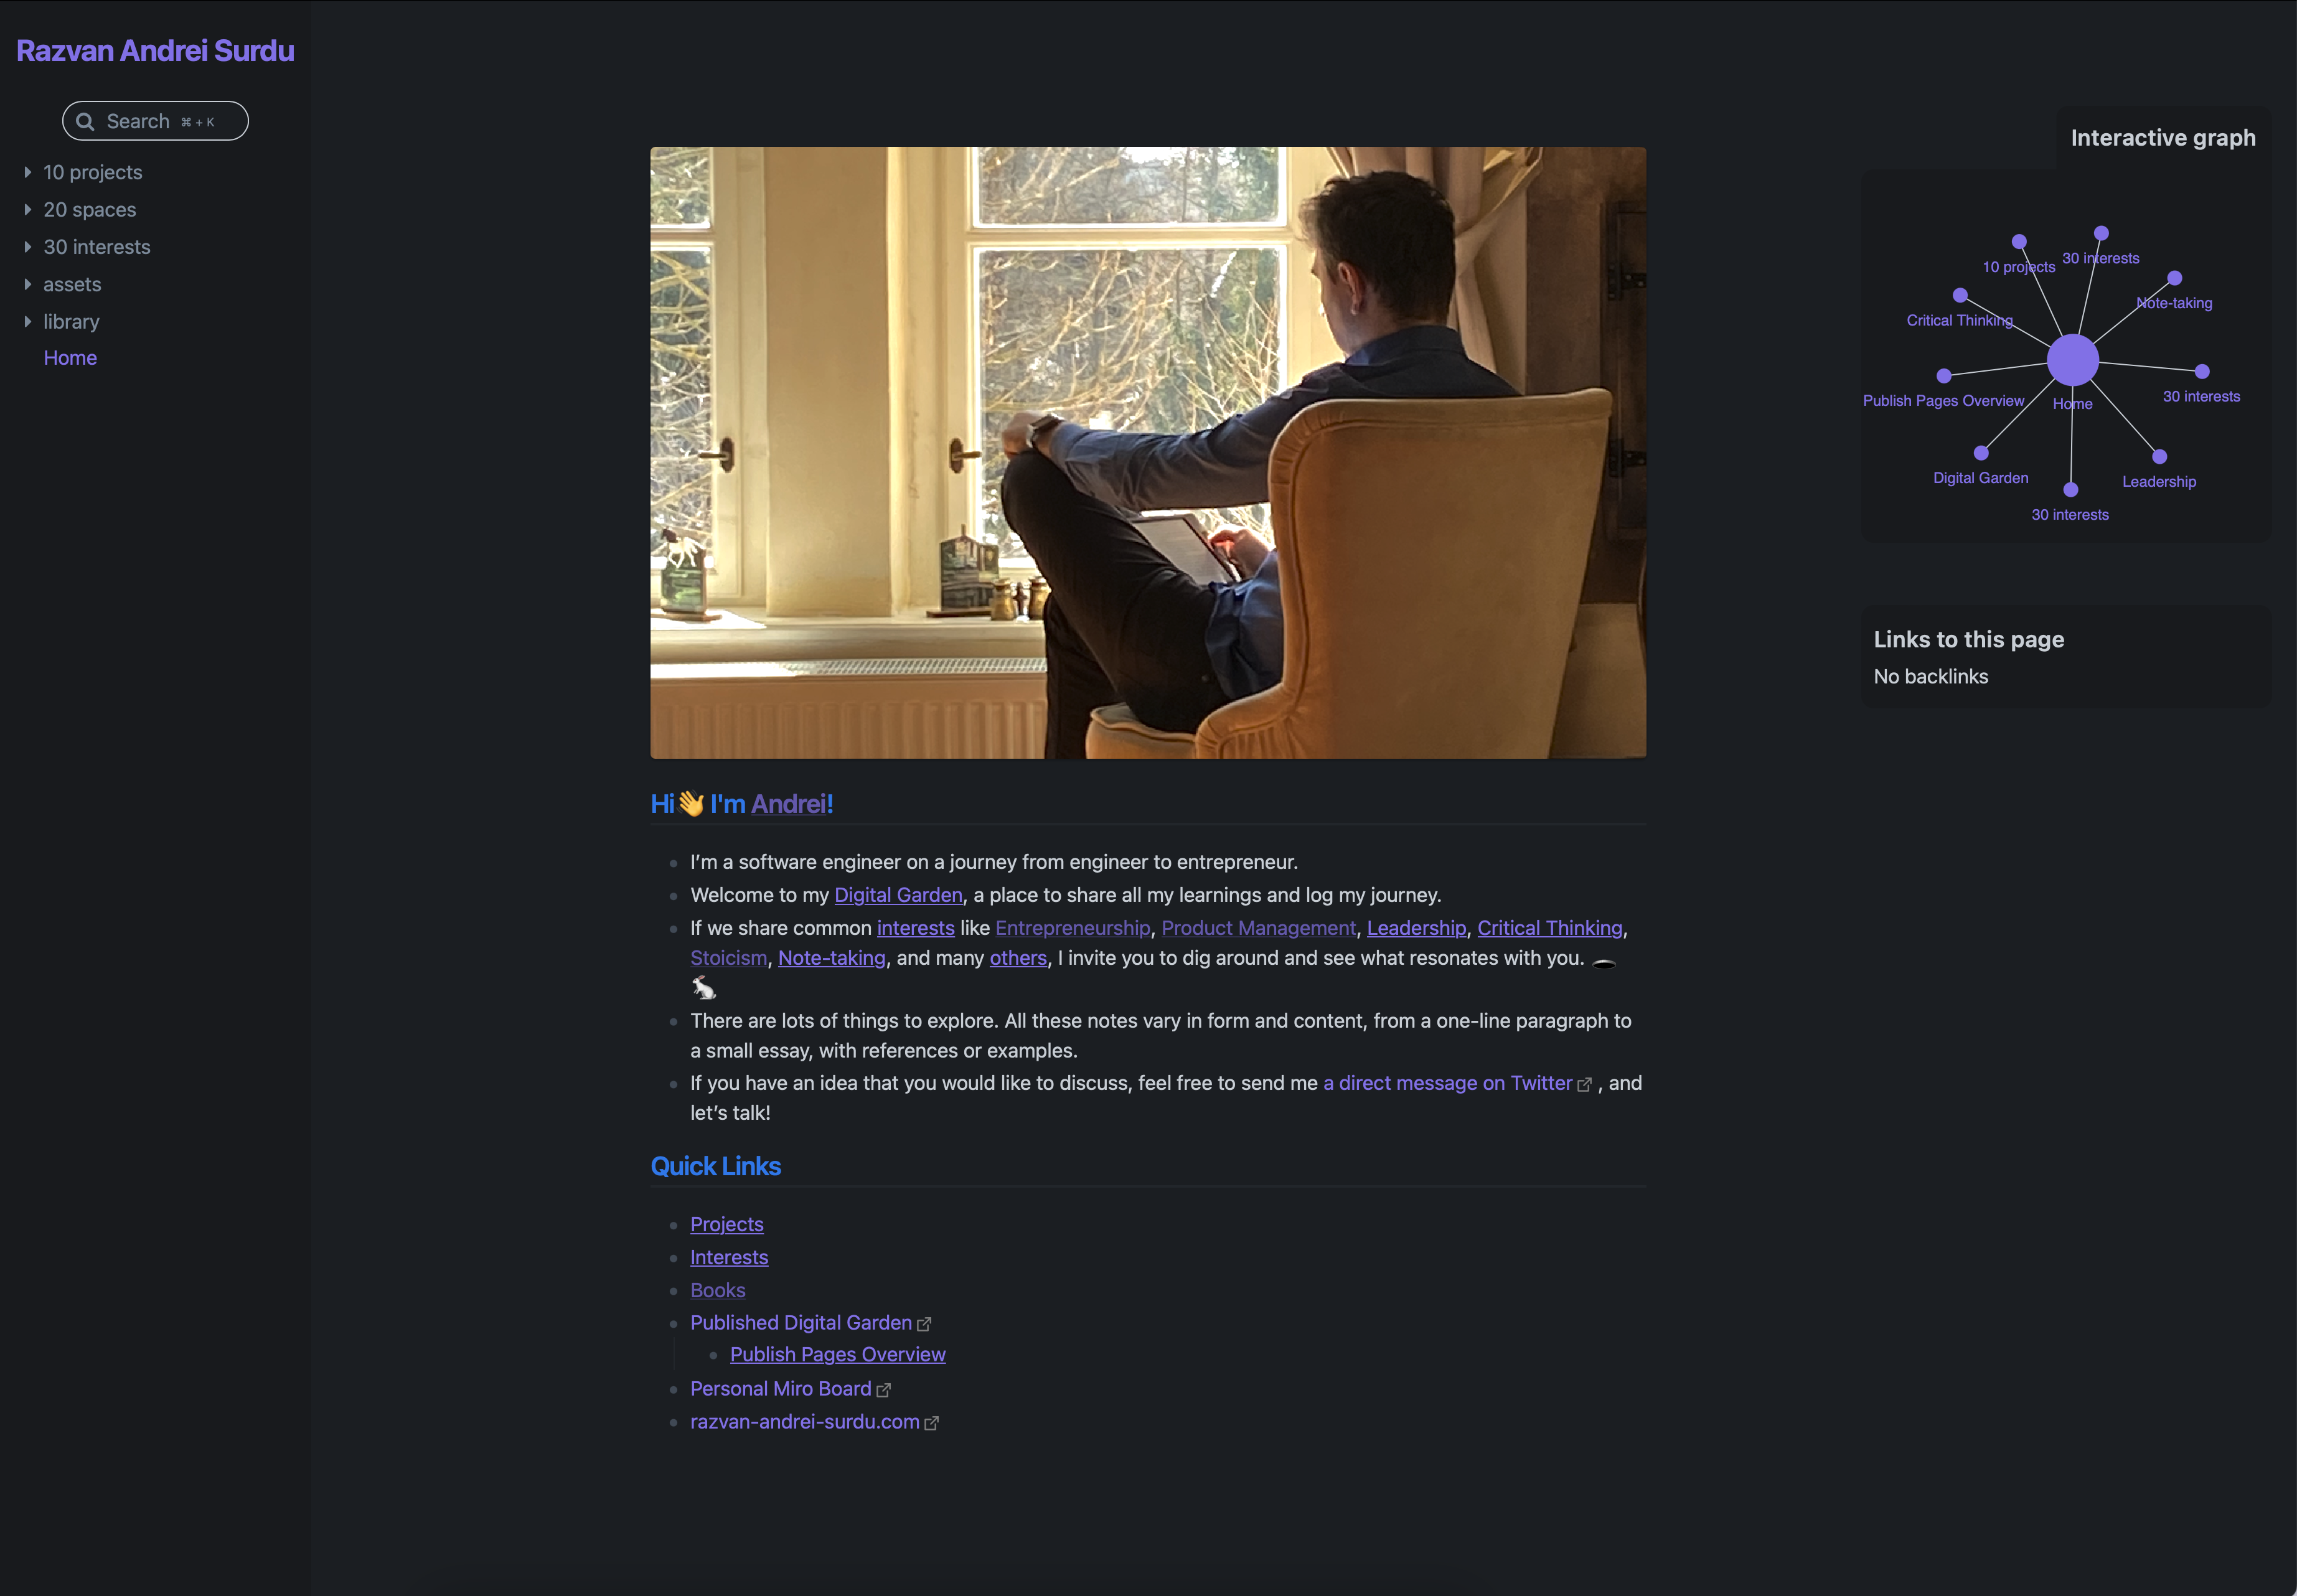 Razvan Andrei Surdu
Search ⌘ + K
10 projects
20 spaces
30 interests
assets
library
Home
Hi👋 I'm Andrei!
I’m a software engineer on a journey from engineer to entrepreneur.
Welcome to my Digital Garden, a place to share all my learnings and log my journey.
If we share common interests like Entrepreneurship, Product Management, Leadership, Critical Thinking,
Stoicism, Note-taking, and many others, I invite you to dig around and see what resonates with you. 🕳️
🐇
There are lots of things to explore. All these notes vary in form and content, from a one-line paragraph to
a small essay, with references or examples.
If you have an idea that you would like to discuss, feel free to send me a direct message on Twitter , and
let’s talk!
Quick Links
Projects
Interests
Books
Published Digital Garden
Publish Pages Overview
Personal Miro Board
razvan-andrei-surdu.com
Interactive graph
10 projects
30 interests
Note-taking
Critical Thinking
Publish Pages Overview
Home
30 interests
Digital Garden
Leadership
30 interests
Links to this page
No backlinks